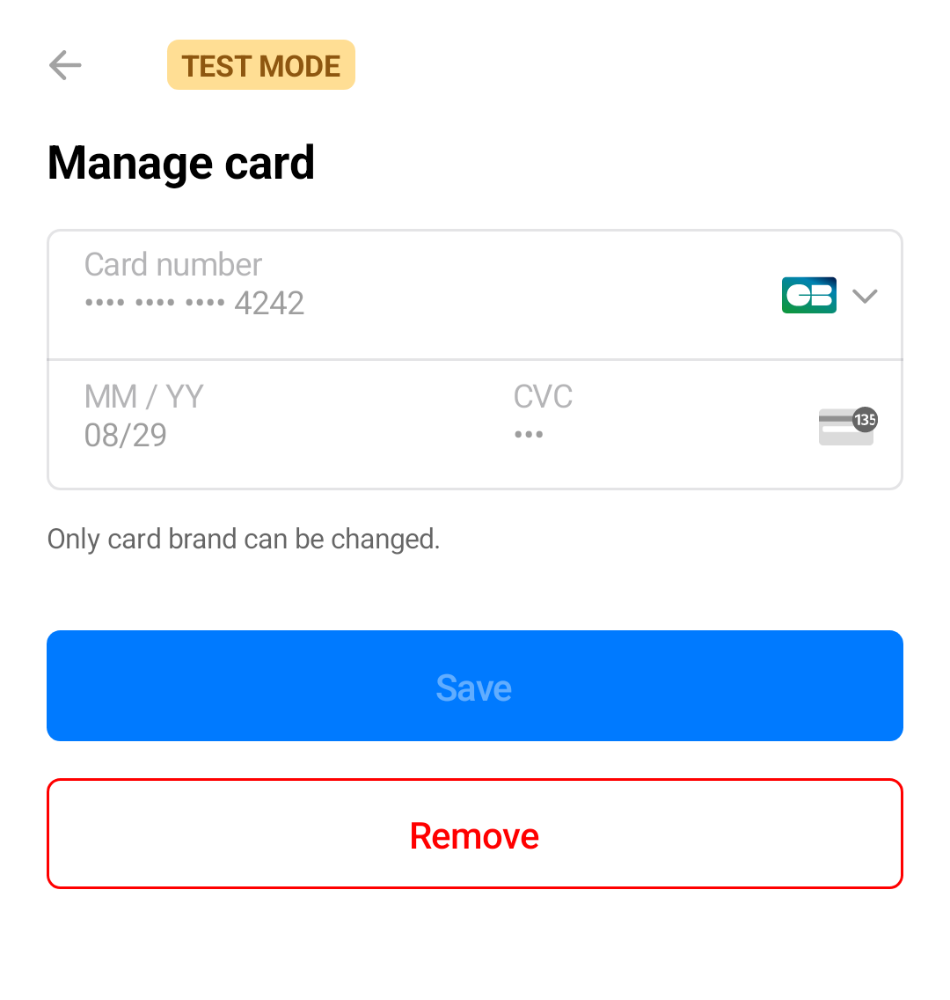 TEST MODE
Manage card
Card number
•••• •••• •••• 4242
CB
MM / YY
08/29
CVC
•••
135
Only card brand can be changed.
Save
Remove